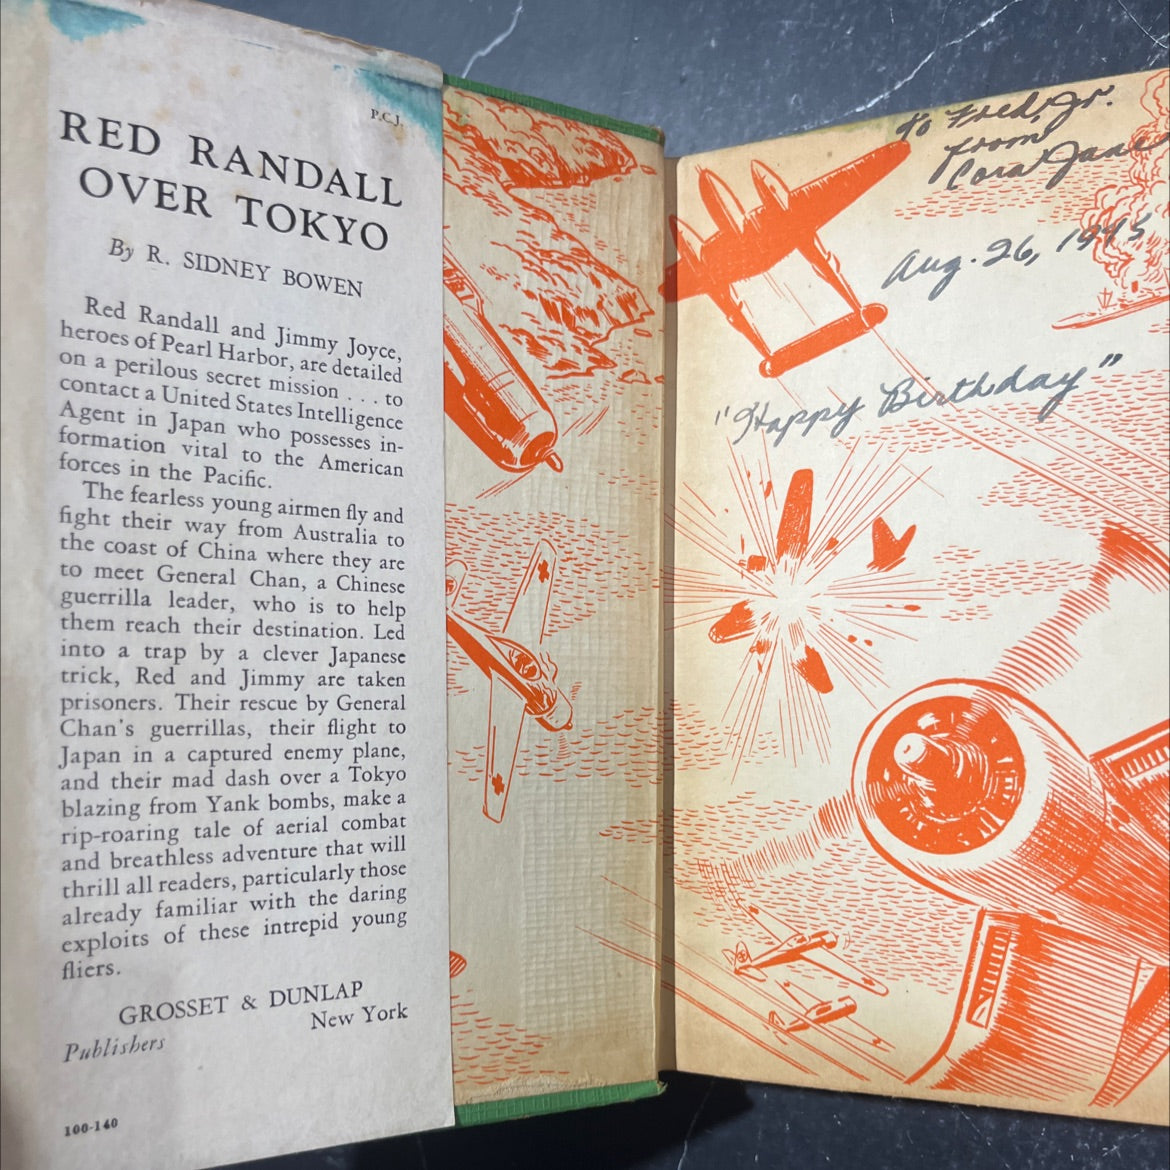 P.C.J.
RED RANDALL
OVER TOKYO
By R. SIDNEY BOWEN
Red Randall and Jimmy Joyce,
heroes of Pearl Harbor, are detailed
on a perilous secret mission . . . to
contact a United States Intelligence
Agent in Japan who possesses in-
formation vital to the American
forces in the Pacific.
The fearless young airmen fly and
fight their way from Australia to
the coast of China where they are
to meet General Chan, a Chinese
guerrilla leader, who is to help
them reach their destination. Led
into a trap by a clever Japanese
trick, Red and Jimmy are taken
prisoners. Their rescue by General
Chan's guerrillas, their flight to
Japan in a captured enemy plane,
and their mad dash over a Tokyo
blazing from Yank bombs, make a
rip-roaring tale of aerial combat
and breathless adventure that will
thrill all readers, particularly those
already familiar with the daring
exploits of these intrepid young
fliers.
GROSSET & DUNLAP
Publishers New York
100-140
to Fred, Jr.
from
Cora Jane
Aug. 26, 1945
"Happy Birthday"